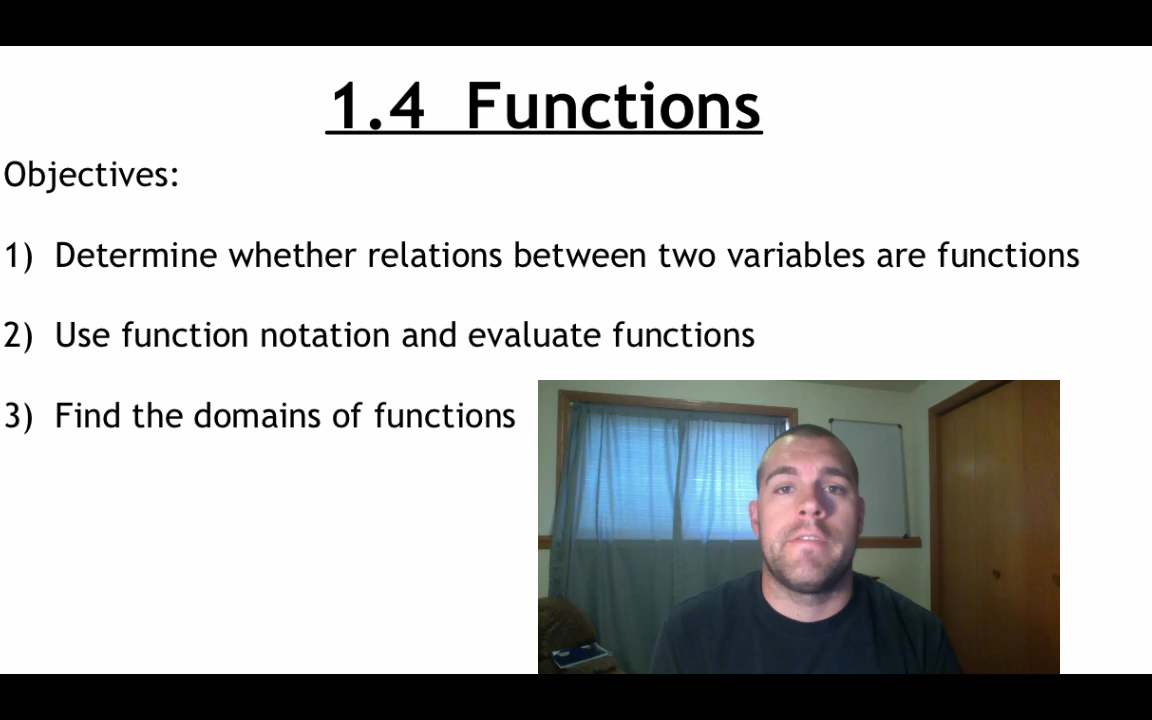 1.4 Functions
Objectives:
1) Determine whether relations between two variables are functions
2) Use function notation and evaluate functions
3) Find the domains of functions